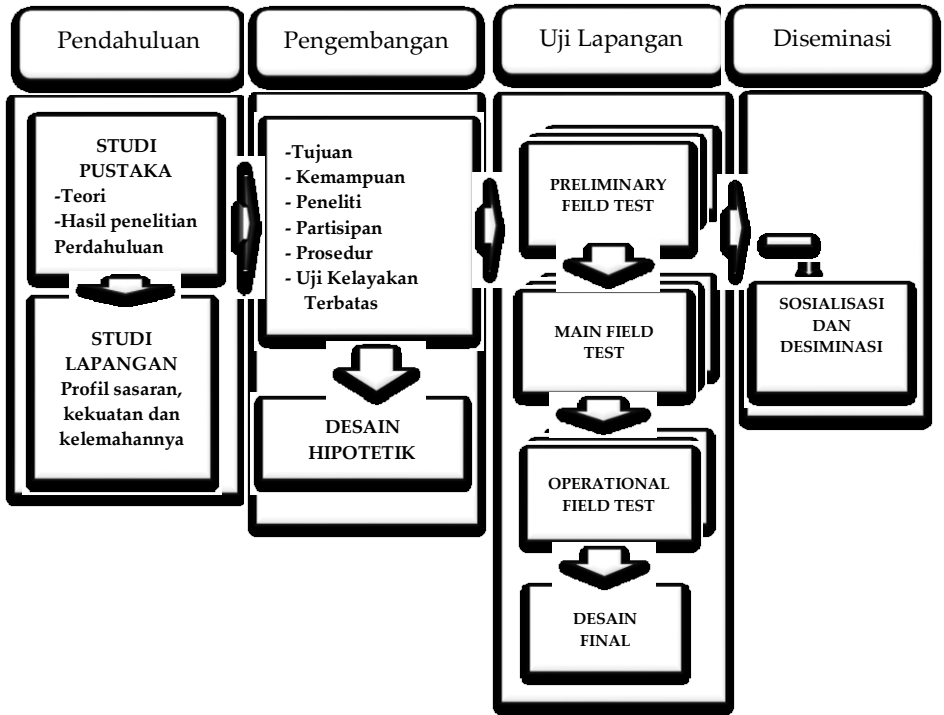 Pendahuluan
Pengembangan
Uji Lapangan
Diseminasi
STUDI
PUSTAKA
-Teori
-Hasil penelitian
Perdahuluan
STUDI
LAPANGAN
Profil sasaran,
kekuatan dan
kelemahannya
-Tujuan
- Kemampuan
- Peneliti
- Partisipan
- Prosedur
- Uji Kelayakan
Terbatas
DESAIN
HIPOTETIK
PRELIMINARY
FEILD TEST
MAIN FIELD
TEST
OPERATIONAL
FIELD TEST
DESAIN
FINAL
SOSIALISASI
DAN
DESIMINASI